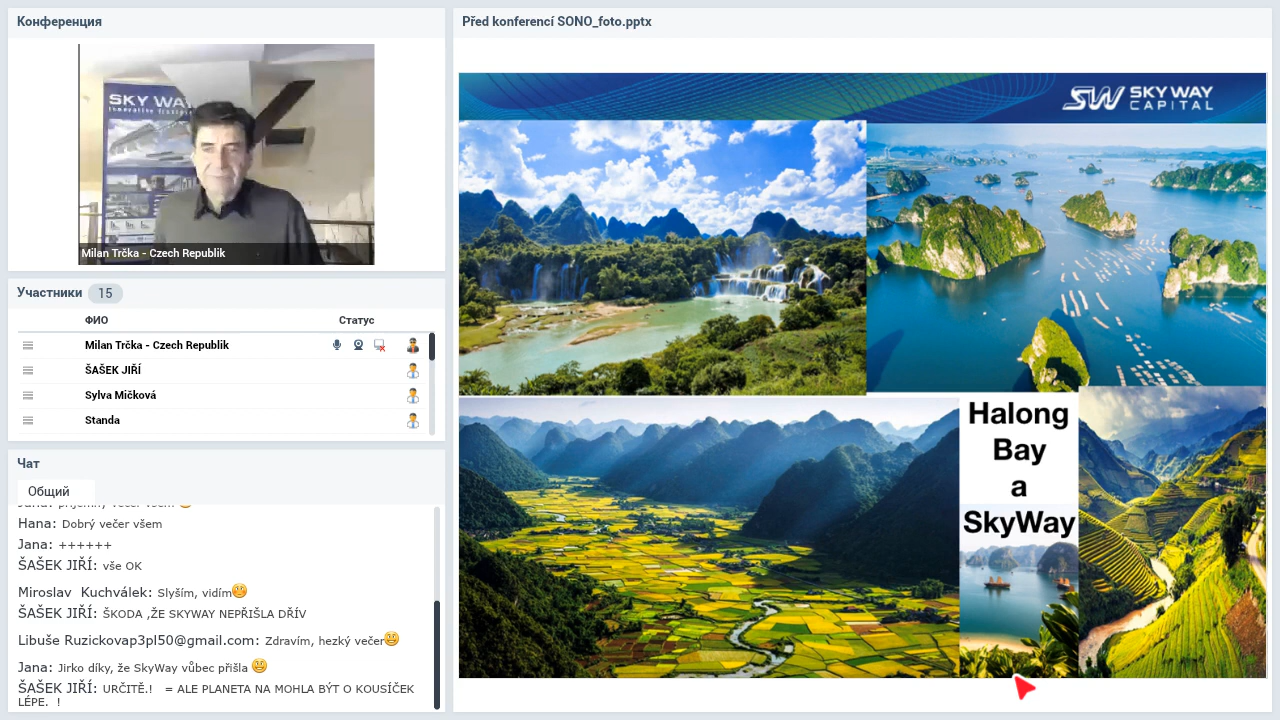 Конференция
SKY WAY
Milan Trčka - Czech Republik
Участники 15
ФИО Статус
Milan Trčka - Czech Republik
ŠAŠEK JIŘÍ
Sylva Mičková
Standa
Чат
Общий
Hana: Dobrý večer všem
Jana: ++++++
ŠAŠEK JIŘÍ: vše OK
Miroslav Kuchválek: Slyším, vidím
ŠAŠEK JIŘÍ: ŠKODA ,ŽE SKYWAY NEPŘIŠLA DŘÍV
Libuše Ruzickovap3pl50@gmail.com: Zdravím, hezký večer
Jana: Jirko díky, že SkyWay vůbec přišla
ŠAŠEK JIŘÍ: URČITĚ.! = ALE PLANETA NA MOHLA BÝT O KOUSÍČEK
LÉPE. !
Před konferencí SONO_foto.pptx
SW SKY WAY
CAPITAL
Halong
Bay
a
SkyWay